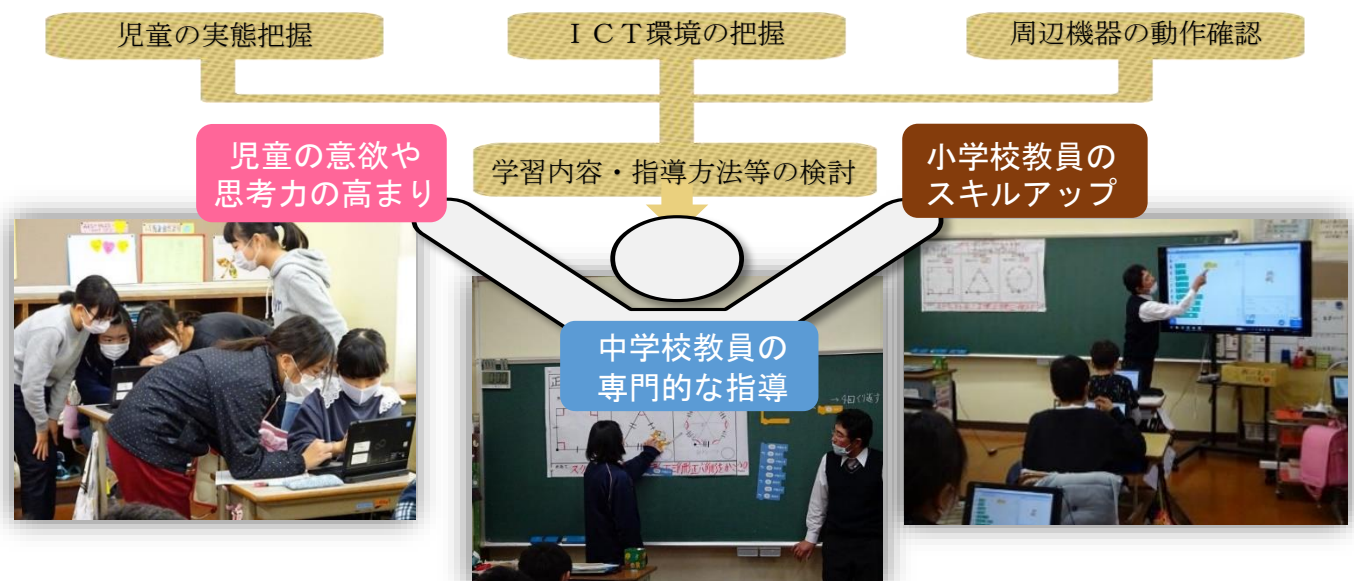 児童の実態把握
ＩＣＴ環境の把握
周辺機器の動作確認
児童の意欲や
思考力の高まり
学習内容・指導方法等の検討
小学校教員の
スキルアップ
中学校教員の
専門的な指導